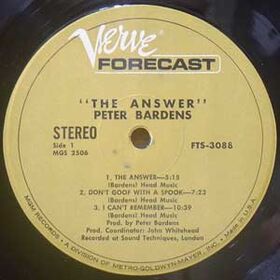 Verve
FORECAST
"THE ANSWER"
PETER BARDENS
STEREO
Side 1
MGS 2506
FTS-3088
1. THE ANSWER—5:15
(Bardens) Head Music
2. DON'T GOOF WITH A SPOOK—7:23
(Bardens) Head Music
3. I CAN'T REMEMBER—10:39
(Bardens) Head Music
Prod. by Peter Bardens
Prod. Coordinator: John Whitehead
Recorded at Sound Techniques, London
MGM RECORDS • A DIVISION OF METRO-GOLDWYN-MAYER INC. • Made in U.S.A.